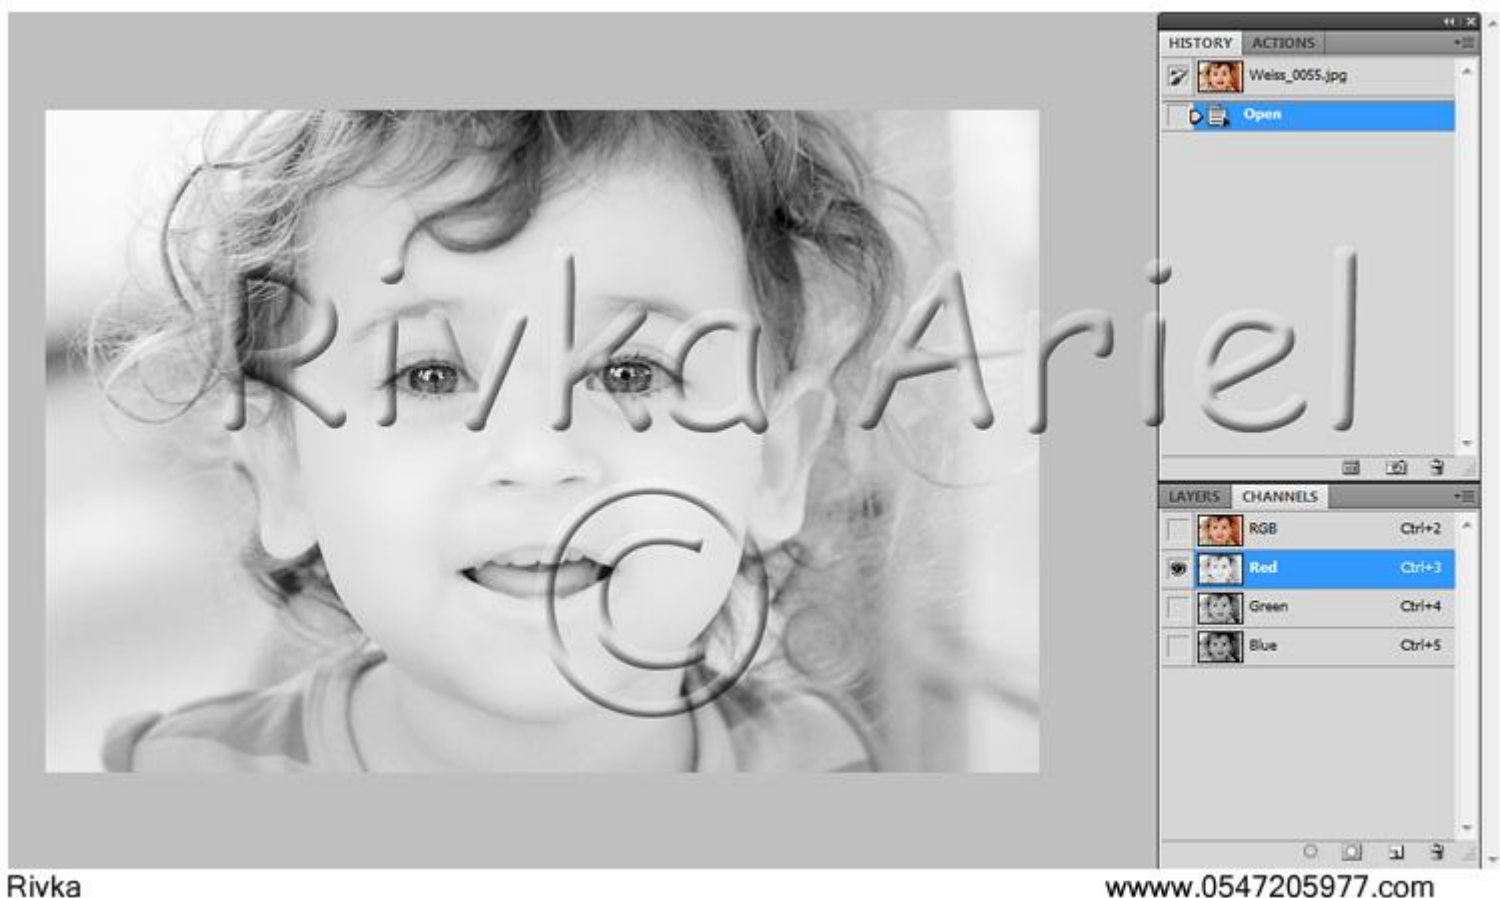 HISTORY ACTIONS
Weiss_0055.jpg
Open
Rivka Ariel
©
LAYERS CHANNELS
RGB Ctrl+2
Red Ctrl+3
Green Ctrl+4
Blue Ctrl+5
Rivka
wwww.0547205977.com